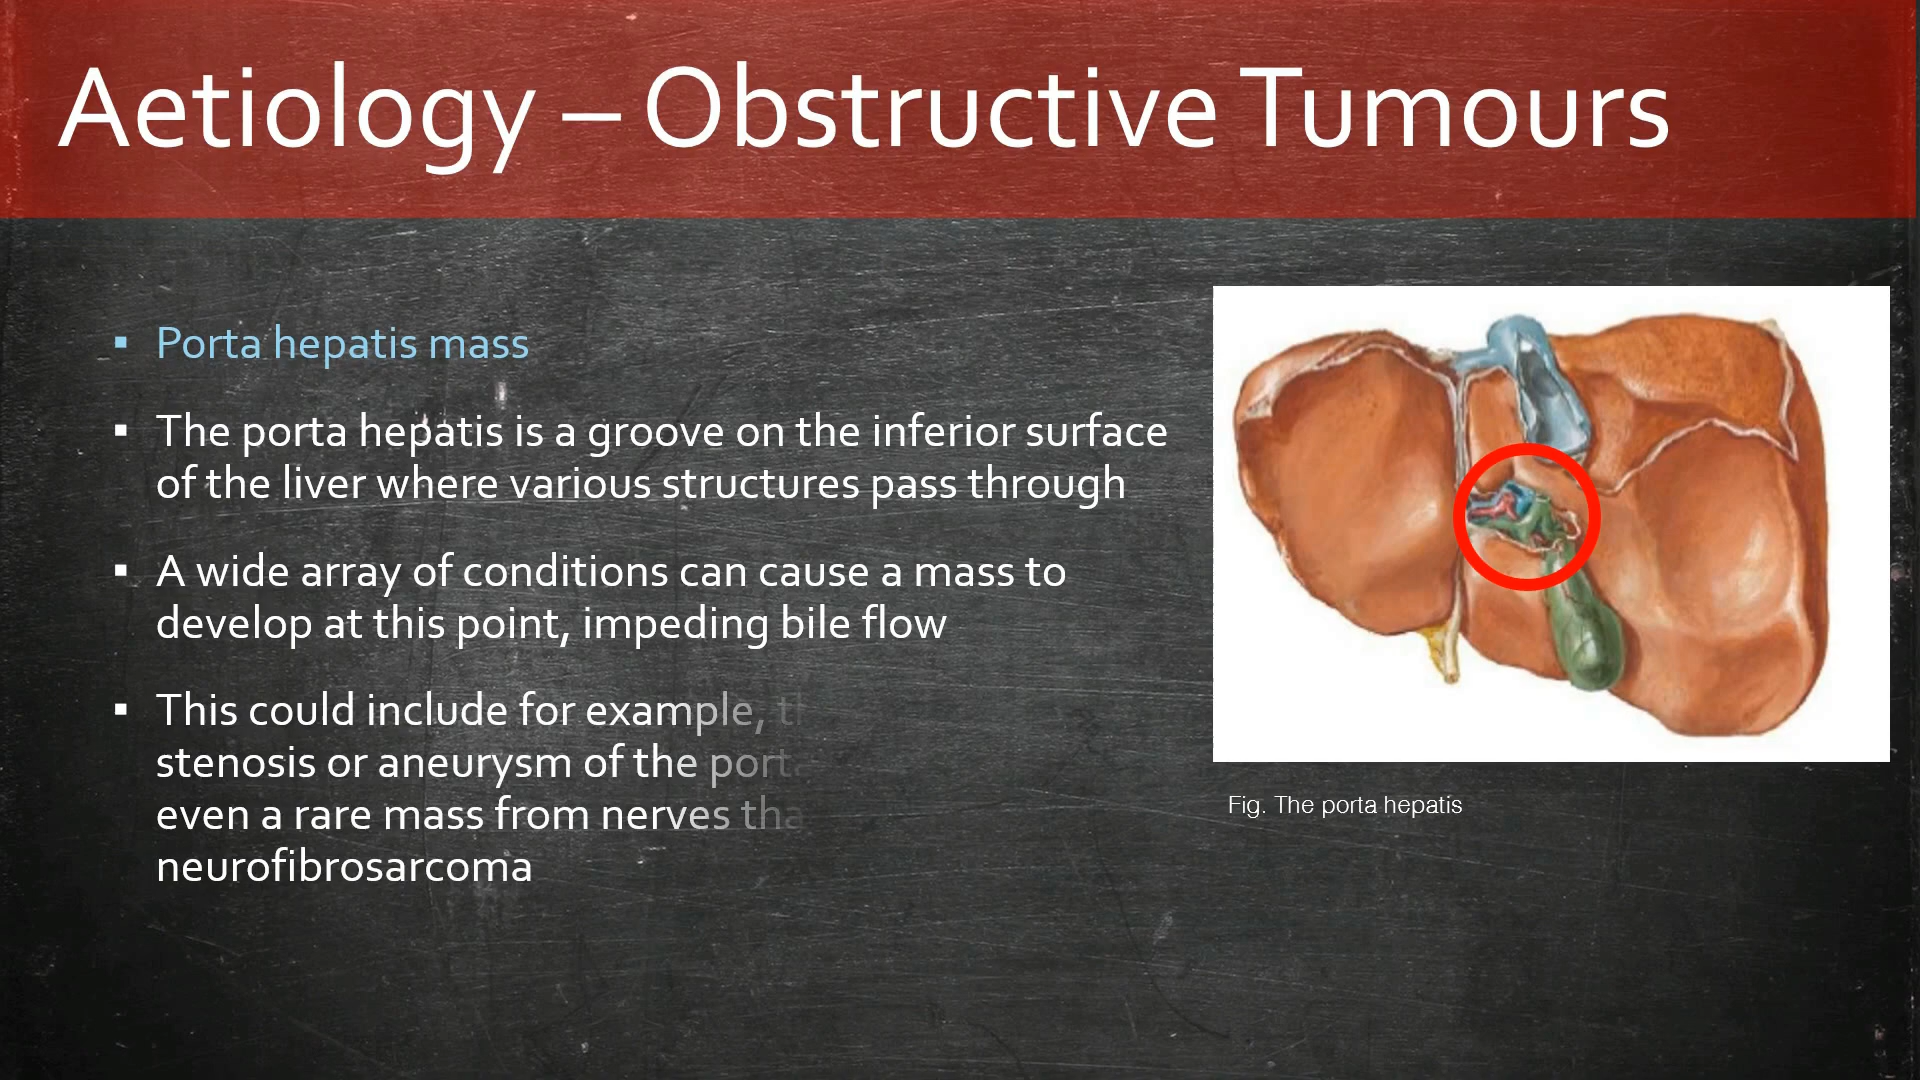 Aetiology – Obstructive Tumours
▪ Porta hepatis mass
▪ The porta hepatis is a groove on the inferior surface
of the liver where various structures pass through
▪ A wide array of conditions can cause a mass to
develop at this point, impeding bile flow
▪ This could include for example,
stenosis or aneurysm of the
even a rare mass from nerves
neurofibrosarcoma
Fig. The porta hepatis